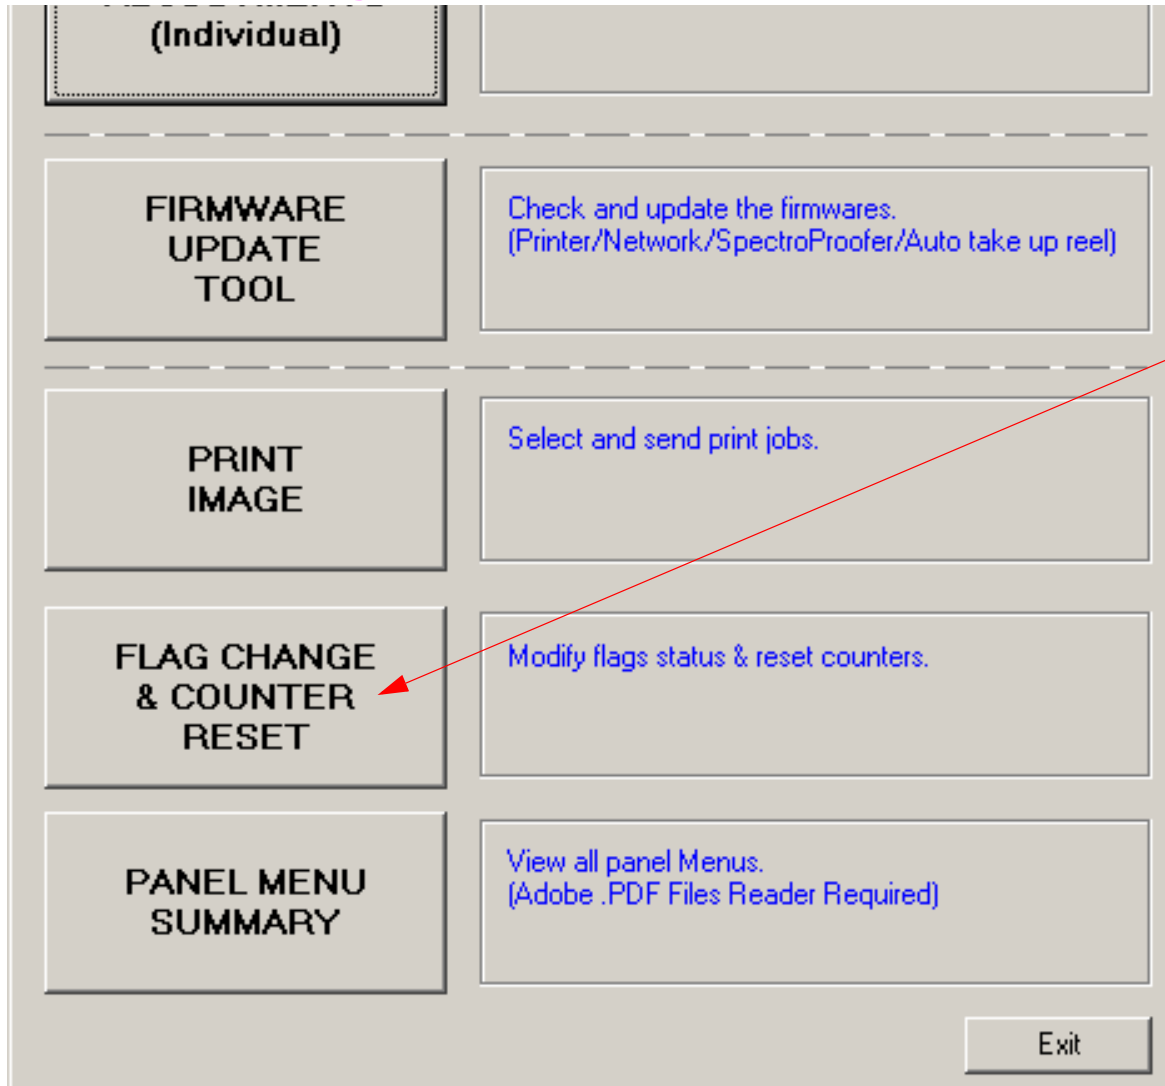 (Individual)
FIRMWARE
UPDATE
TOOL
Check and update the firmwares.
(Printer/Network/SpectroProofer/Auto take up reel)
PRINT
IMAGE
Select and send print jobs.
FLAG CHANGE
& COUNTER
RESET
Modify flags status & reset counters.
PANEL MENU
SUMMARY
View all panel Menus.
(Adobe .PDF Files Reader Required)
Exit